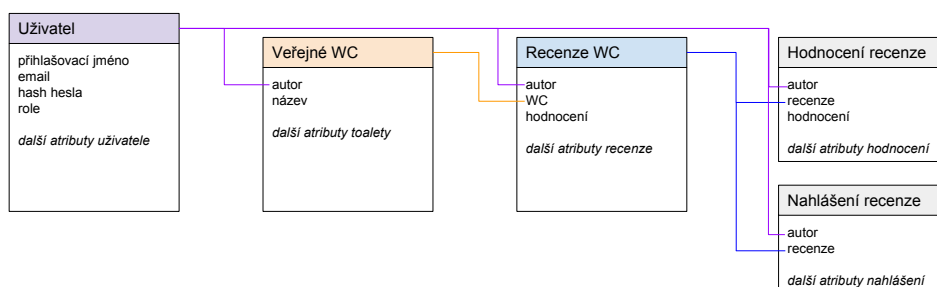 Uživatel
přihlašovací jméno
email
hash hesla
role
další atributy uživatele
Veřejné WC
autor
název
další atributy toalety
Recenze WC
autor
WC
hodnocení
další atributy recenze
Hodnocení recenze
autor
recenze
hodnocení
další atributy hodnocení
Nahlášení recenze
autor
recenze
další atributy nahlášení